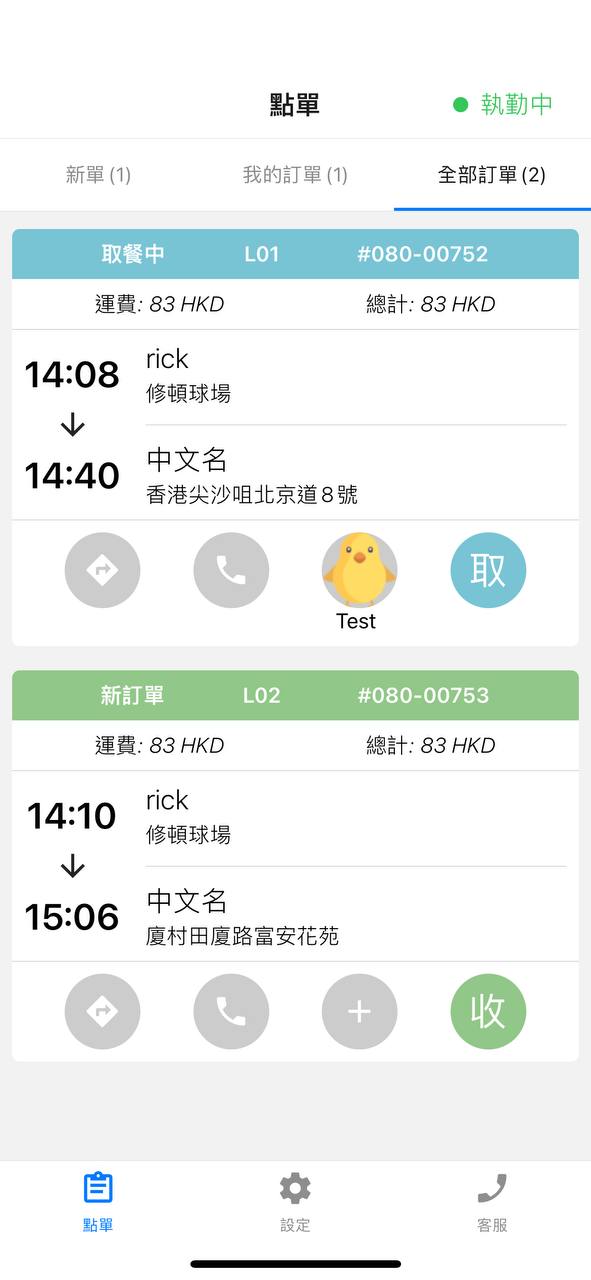 點單
執勤中
新單 (1)
我的訂單 (1)
全部訂單 (2)
取餐中 L01 #080-00752
運費: 83 HKD 總計: 83 HKD
14:08
rick
修頓球場
14:40
中文名
香港尖沙咀北京道8號
取
Test
新訂單 L02 #080-00753
運費: 83 HKD 總計: 83 HKD
14:10
rick
修頓球場
15:06
中文名
廈村田廈路富安花苑
收
點單
設定
客服